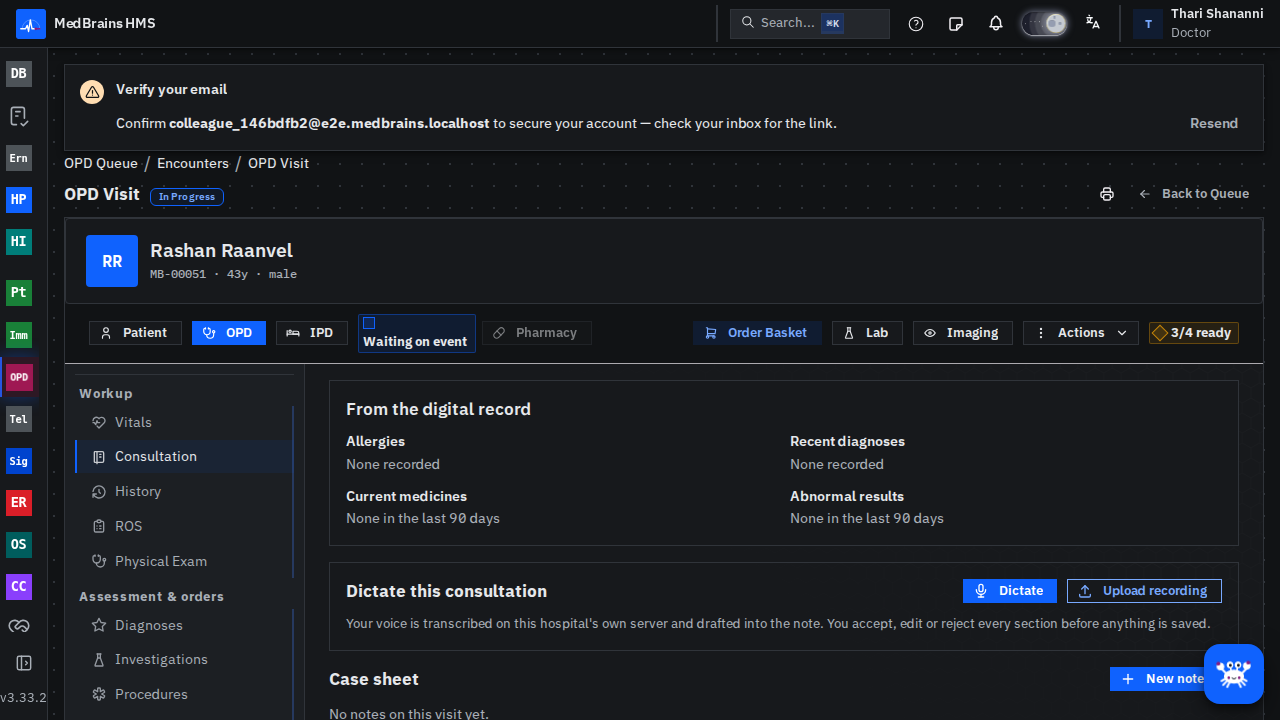 MedBrains HMS
Search...
⌘K
T
Thari Shananni
Doctor
DB
Ern
HP
HI
Pt
Imm
OPD
Tel
Sig
ER
OS
CC
v3.33.2
Verify your email
Confirm colleague_146bdfb2@e2e.medbrains.localhost to secure your account — check your inbox for the link.
Resend
OPD Queue / Encounters / OPD Visit
OPD Visit
In Progress
Back to Queue
RR
Rashan Raanvel
MB-00051 · 43y · male
Patient
OPD
IPD
Waiting on event
Pharmacy
Order Basket
Lab
Imaging
Actions
3/4 ready
Workup
Vitals
Consultation
History
ROS
Physical Exam
Assessment & orders
Diagnoses
Investigations
Procedures
From the digital record
Allergies
None recorded
Recent diagnoses
None recorded
Current medicines
None in the last 90 days
Abnormal results
None in the last 90 days
Dictate this consultation
Dictate
Upload recording
Your voice is transcribed on this hospital's own server and drafted into the note. You accept, edit or reject every section before anything is saved.
Case sheet
New note
No notes on this visit yet.